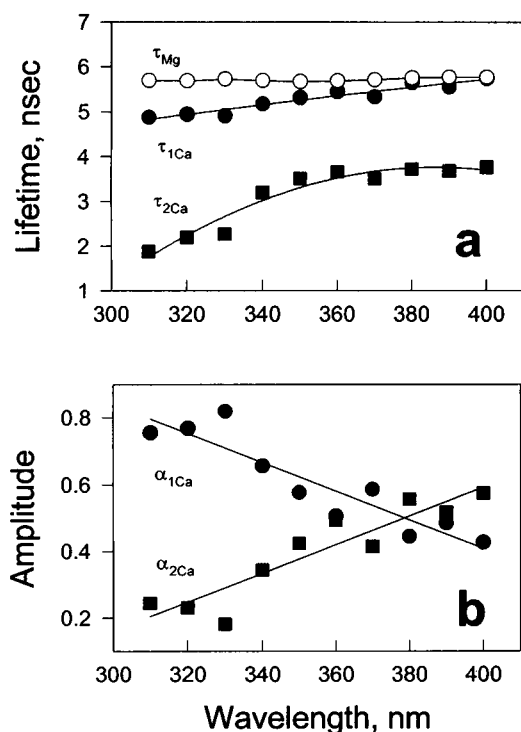 7
6
5
4
3
2
1
Lifetime, nsec
τMg
τ1Ca
τ2Ca
a
300 320 340 360 380 400
0.8
0.6
0.4
0.2
Amplitude
α1Ca
α2Ca
b
300 320 340 360 380 400
Wavelength, nm